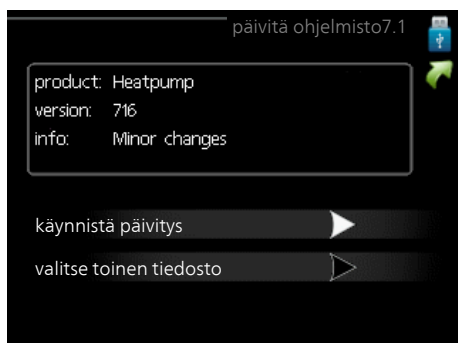 päivitä ohjelmisto7.1
product: Heatpump
version: 716
info: Minor changes
käynnistä päivitys
valitse toinen tiedosto